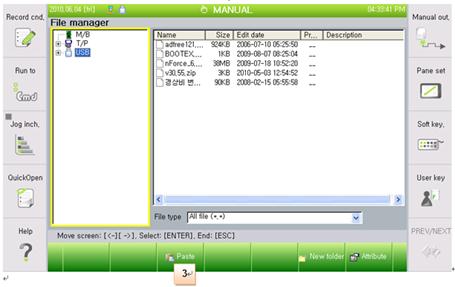 2010.06.04 [hi] MANUAL 04:33:41 PM
Record cnd.
Run to
Cmd
Jog inch.
QuickOpen
Help
File manager
M/B
T/P
USB
Name Size Edit date Pr... Description
adtree121,... 924KB 2006-07-10 05:25:50 --
BOOTEX,... 1KB 2009-08-07 08:25:04 --
nForce_6,... 38MB 2009-07-18 10:52:20 --
v30.55.zip 3KB 2010-05-03 12:54:52 --
경상비 변... 90KB 2008-02-15 05:55:58 --
File type All file (*.*)
Move screen: [<-][ ->], Select: [ENTER], End: [ESC]
Paste
New folder
Attribute
3
Manual out.
Pane set
Soft key.
User key
PREV/NEXT